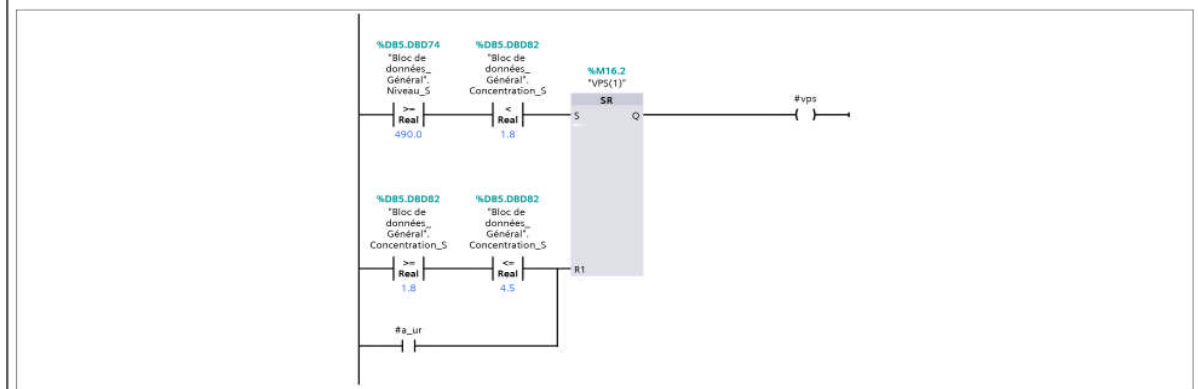 %DB5.DBD74
"Bloc de
données_
Général".
Niveau_S
>=
Real
490.0
%DB5.DBD82
"Bloc de
données_
Général".
Concentration_S
<
Real
1.8
%M16.2
"VPS(1)"
SR
S
Q
#vps
%DB5.DBD82
"Bloc de
données_
Général".
Concentration_S
>=
Real
1.8
%DB5.DBD82
"Bloc de
données_
Général".
Concentration_S
<=
Real
4.5
R1
#a_ur